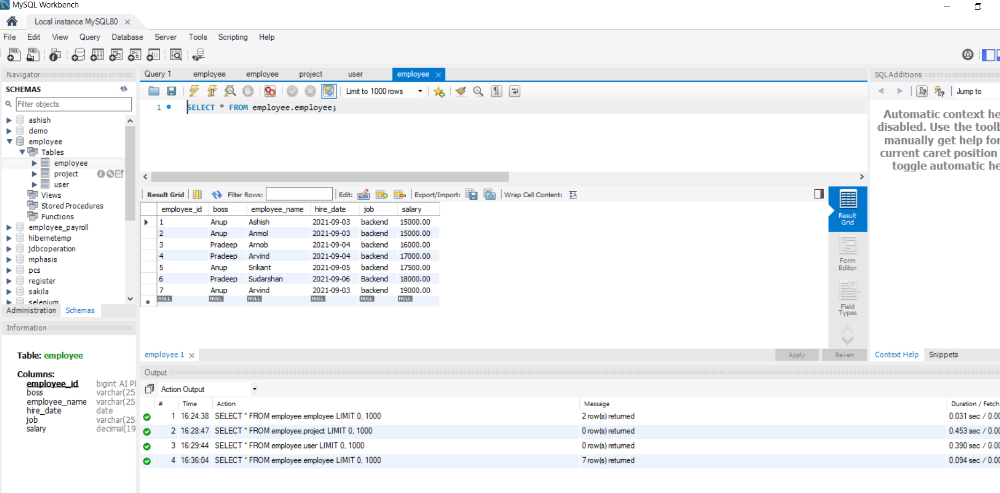 MySQL Workbench
Local instance MySQL80
File Edit View Query Database Server Tools Scripting Help
Navigator
SCHEMAS
Filter objects
ashish
demo
employee
Tables
employee
project
user
Views
Stored Procedures
Functions
employee_payroll
hibernetemp
jdbcoperation
mphasis
pcs
register
sakila
selenium
Administration Schemas
Information
Table: employee
Columns:
employee_id bigint AI P
boss varchar(25
employee_name varchar(25
hire_date date
job varchar(25
salary decimal(19
Query 1 employee employee project user employee
Limit to 1000 rows
1 SELECT * FROM employee.employee;
Result Grid Filter Rows: Edit: Export/Import: Wrap Cell Content:
employee_id boss employee_name hire_date job salary
1 Anup Ashish 2021-09-03 backend 15000.00
2 Anup Anmol 2021-09-03 backend 15000.00
3 Pradeep Arnob 2021-09-04 backend 16000.00
4 Pradeep Arvind 2021-09-04 backend 17000.00
5 Anup Srikant 2021-09-05 backend 17500.00
6 Pradeep Sudarshan 2021-09-06 Backend 18000.00
7 Anup Arvind 2021-09-03 backend 19000.00
NULL NULL NULL NULL NULL NULL
Result
Grid
Form
Editor
Field
Types
employee 1
Apply Revert
Output
Action Output
# Time Action Message Duration / Fetch
1 16:24:38 SELECT * FROM employee.employee LIMIT 0, 1000 2 row(s) returned 0.031 sec / 0.00
2 16:28:47 SELECT * FROM employee.project LIMIT 0, 1000 0 row(s) returned 0.453 sec / 0.00
3 16:29:44 SELECT * FROM employee.user LIMIT 0, 1000 0 row(s) returned 0.390 sec / 0.00
4 16:36:04 SELECT * FROM employee.employee LIMIT 0, 1000 7 row(s) returned 0.094 sec / 0.00
SQLAdditions
Jump to
Automatic context he
disabled. Use the toolb
manually get help for
current caret position
toggle automatic he
Context Help Snippets